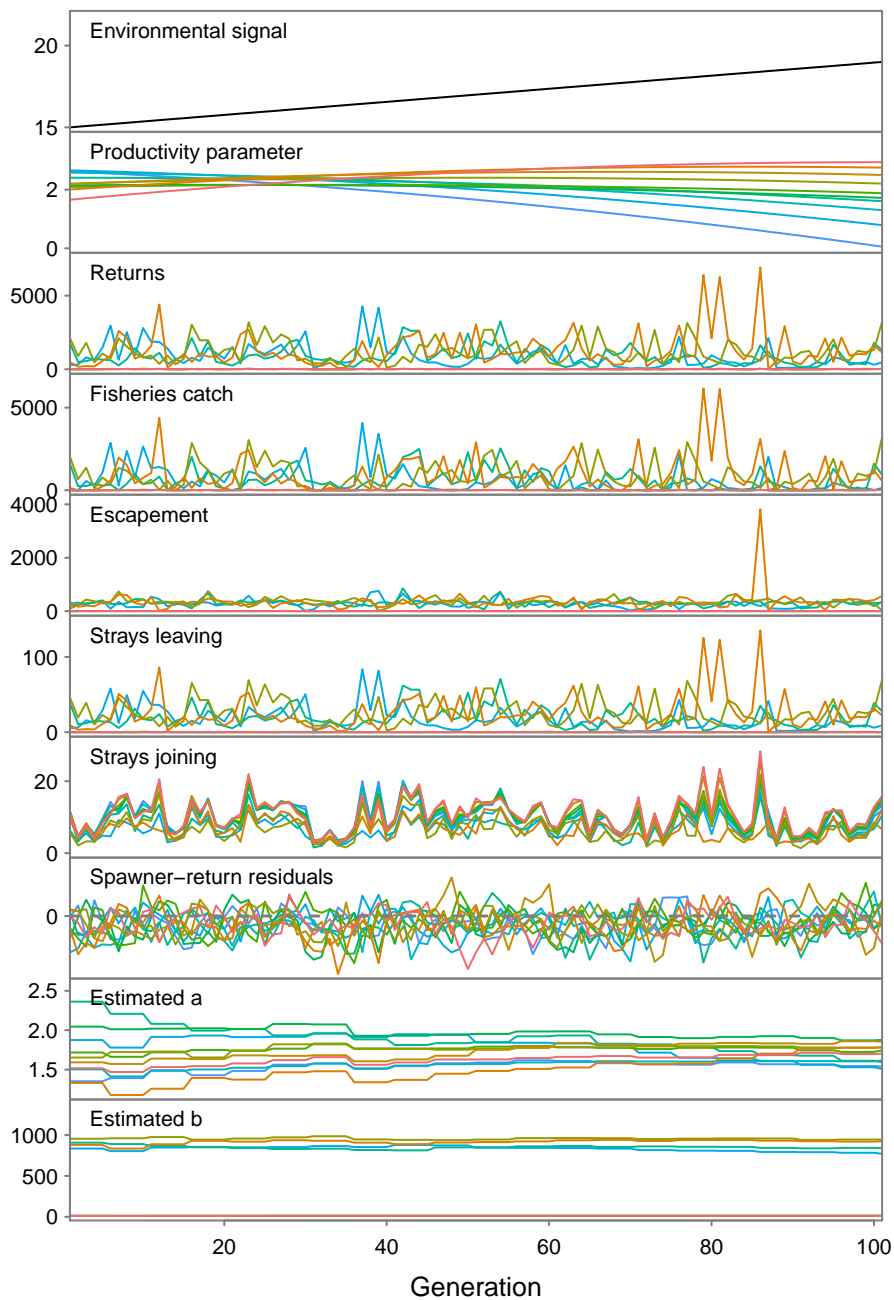 Environmental signal
20
15
Productivity parameter
2
0
Returns
5000
0
Fisheries catch
5000
0
Escapement
4000
2000
0
Strays leaving
100
0
Strays joining
20
0
Spawner−return residuals
0
Estimated a
2.5
2.0
1.5
Estimated b
1000
500
0
20 40 60 80 100
Generation